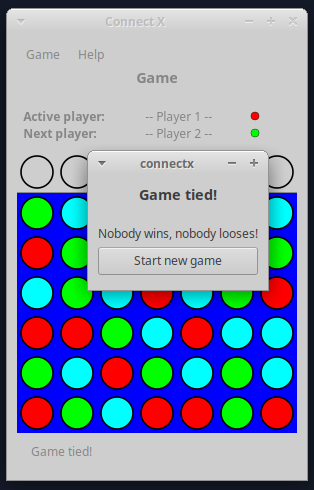 Connect X
Game Help
Game
Active player: -- Player 1 --
Next player: -- Player 2 --
connectx
Game tied!
Nobody wins, nobody looses!
Start new game
Game tied!